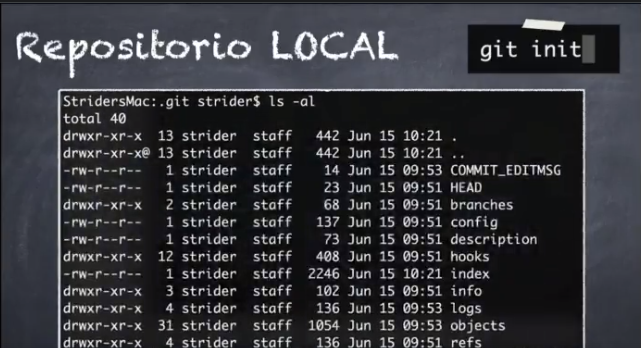 Repositorio LOCAL
git init
StridersMac:.git strider$ ls -al
total 40
drwxr-xr-x  13 strider  staff   442 Jun 15 10:21 .
drwxr-xr-x@ 13 strider  staff   442 Jun 15 10:21 ..
-rw-r--r--   1 strider  staff    14 Jun 15 09:53 COMMIT_EDITMSG
-rw-r--r--   1 strider  staff    23 Jun 15 09:51 HEAD
drwxr-xr-x   2 strider  staff    68 Jun 15 09:51 branches
-rw-r--r--   1 strider  staff   137 Jun 15 09:51 config
-rw-r--r--   1 strider  staff    73 Jun 15 09:51 description
drwxr-xr-x  12 strider  staff   408 Jun 15 09:51 hooks
-rw-r--r--   1 strider  staff  2246 Jun 15 10:21 index
drwxr-xr-x   3 strider  staff   102 Jun 15 09:51 info
drwxr-xr-x   4 strider  staff   136 Jun 15 09:53 logs
drwxr-xr-x  31 strider  staff  1054 Jun 15 09:53 objects
drwxr-xr-x   4 strider  staff   136 Jun 15 09:51 refs